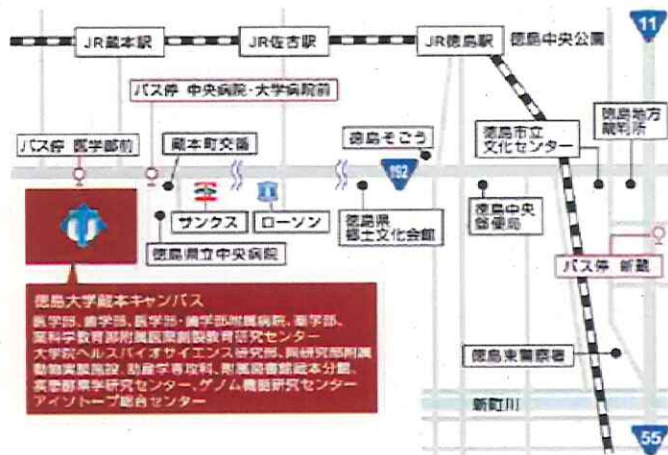 JR蔵本駅
JR佐古駅
JR徳島駅
徳島中央公園
11
バス停 中央病院・大学病院前
バス停 医学部前
蔵本町交番
徳島そごう
徳島市立
文化センター
徳島地方
裁判所
192
サンクス
ローソン
徳島県立中央病院
徳島県
郷土文化会館
徳島中央
郵便局
バス停 新蔵
徳島大学蔵本キャンパス
医学部、歯学部、医学部・歯学部附属病院、薬学部、
薬科学教育部附属医薬創製教育研究センター
大学院ヘルスバイオサイエンス研究部、同研究部附属
動物実験施設、助産学専攻科、附属図書館蔵本分館、
疾患酵素学研究センター、ゲノム機能研究センター
アイソトープ総合センター
徳島東警察署
新町川
55